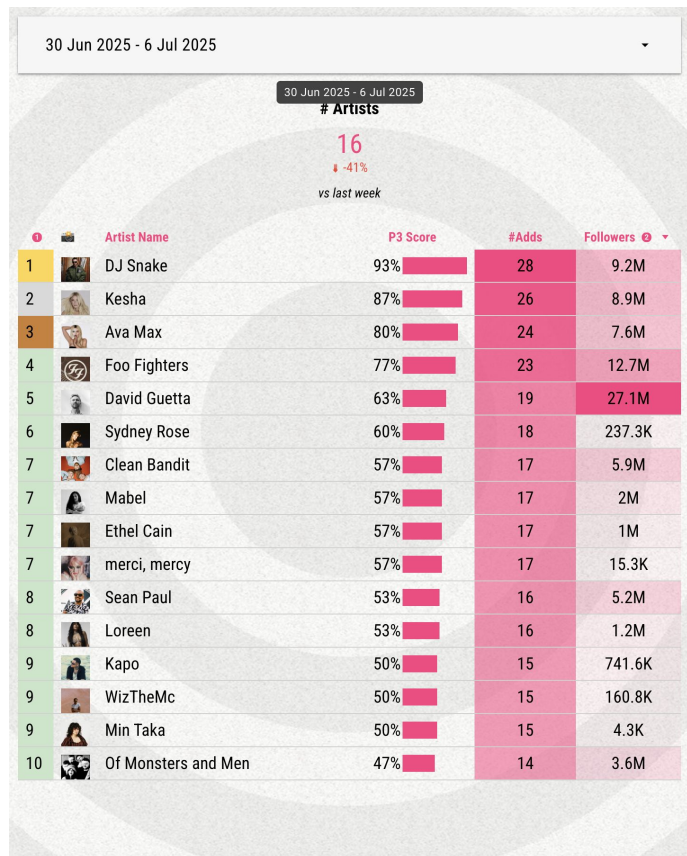 30 Jun 2025 - 6 Jul 2025
30 Jun 2025 - 6 Jul 2025
# Artists
16
-41%
vs last week
1 Artist Name P3 Score #Adds Followers 2
1 DJ Snake 93% 28 9.2M
2 Kesha 87% 26 8.9M
3 Ava Max 80% 24 7.6M
4 FF Foo Fighters 77% 23 12.7M
5 David Guetta 63% 19 27.1M
6 Sydney Rose 60% 18 237.3K
7 Clean Bandit 57% 17 5.9M
7 Mabel 57% 17 2M
7 Ethel Cain 57% 17 1M
7 merci, mercy 57% 17 15.3K
8 Sean Paul 53% 16 5.2M
8 Loreen 53% 16 1.2M
9 Kapo 50% 15 741.6K
9 WizTheMc 50% 15 160.8K
9 Min Taka 50% 15 4.3K
10 Of Monsters and Men 47% 14 3.6M